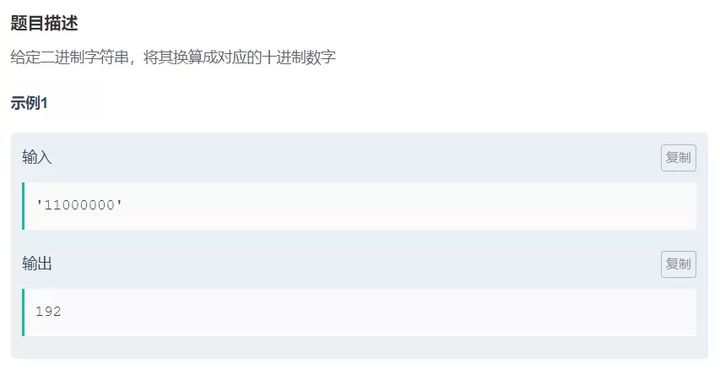 题目描述
给定二进制字符串，将其换算成对应的十进制数字
示例1
输入
复制
'11000000'
输出
复制
192